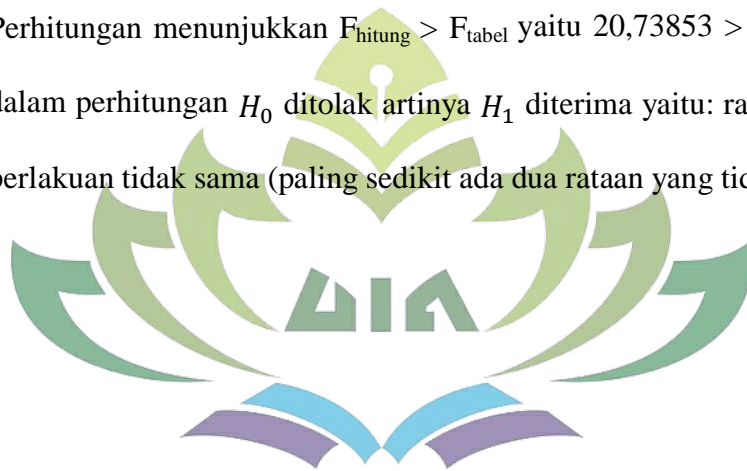 Perhitungan menunjukkan Fhitung > Ftabel yaitu 20,73853 >
dalam perhitungan H₀ ditolak artinya H₁ diterima yaitu: ra
perlakuan tidak sama (paling sedikit ada dua rataan yang tid
UIN